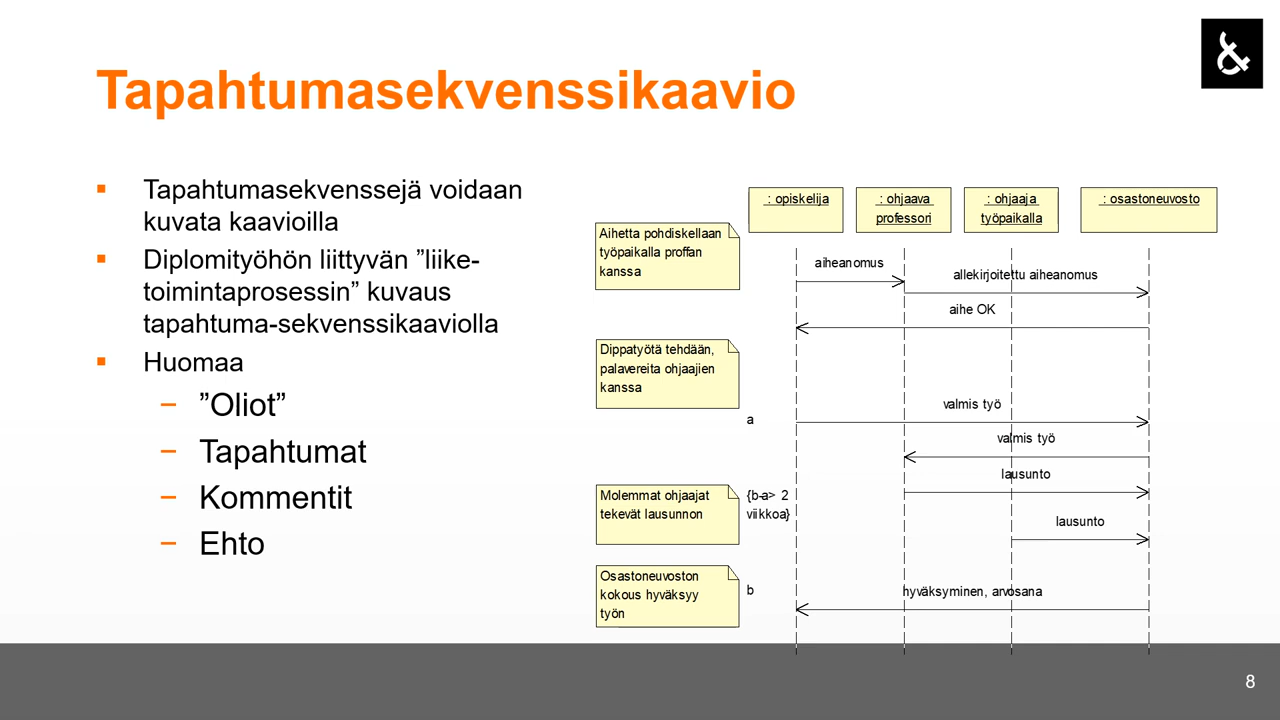 &
Tapahtumasekvenssikaavio
▪ Tapahtumasekvenssejä voidaan
kuvata kaavioilla
▪ Diplomityöhön liittyvän ”liike-
toimintaprosessin” kuvaus
tapahtuma-sekvenssikaaviolla
▪ Huomaa
− ”Oliot”
− Tapahtumat
− Kommentit
− Ehto
: opiskelija
: ohjaava
professori
: ohjaaja
työpaikalla
: osastoneuvosto
Aihetta pohdiskellaan
työpaikalla proffan
kanssa
aiheanomus
allekirjoitettu aiheanomus
aihe OK
Dippatyötä tehdään,
palavereita ohjaajien
kanssa
a
valmis työ
valmis työ
lausunto
Molemmat ohjaajat
tekevät lausunnon
{b-a> 2
viikkoa}
lausunto
Osastoneuvoston
kokous hyväksyy
työn
b
hyväksyminen, arvosana
8